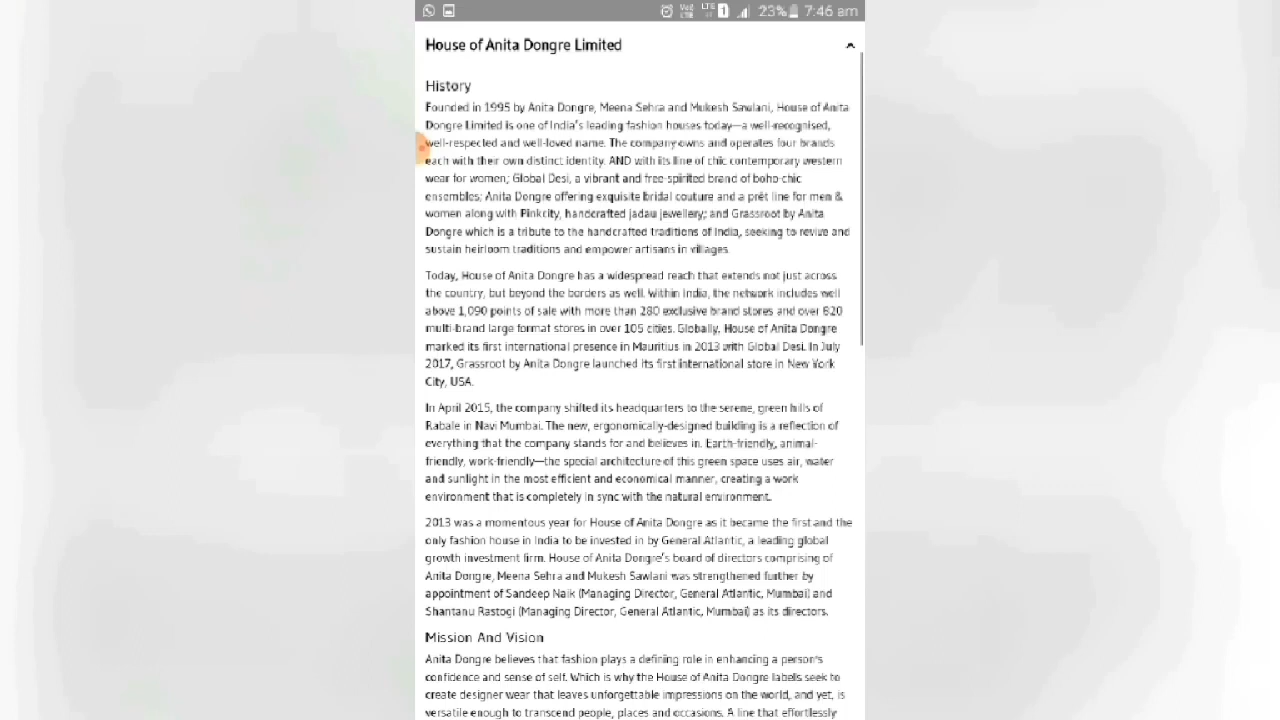 23% 7:46 am
House of Anita Dongre Limited
History
Founded in 1995 by Anita Dongre, Meena Sehra and Mukesh Sawlani, House of Anita
Dongre Limited is one of India's leading fashion houses today—a well-recognised,
well-respected and well-loved name. The company owns and operates four brands
each with their own distinct identity. AND with its line of chic contemporary western
wear for women; Global Desi, a vibrant and free-spirited brand of boho-chic
ensembles; Anita Dongre offering exquisite bridal couture and a prêt line for men &
women along with Pinkcity, handcrafted jadau jewellery; and Grassroot by Anita
Dongre which is a tribute to the handcrafted traditions of India, seeking to revive and
sustain heirloom traditions and empower artisans in villages.
Today, House of Anita Dongre has a widespread reach that extends not just across
the country, but beyond the borders as well. Within India, the network includes well
above 1,090 points of sale with more than 280 exclusive brand stores and over 820
multi-brand large format stores in over 105 cities. Globally, House of Anita Dongre
marked its first international presence in Mauritius in 2013 with Global Desi. In July
2017, Grassroot by Anita Dongre launched its first international store in New York
City, USA.
In April 2015, the company shifted its headquarters to the serene, green hills of
Rabale in Navi Mumbai. The new, ergonomically-designed building is a reflection of
everything that the company stands for and believes in. Earth-friendly, animal-
friendly, work-friendly—the special architecture of this green space uses air, water
and sunlight in the most efficient and economical manner, creating a work
environment that is completely in sync with the natural environment.
2013 was a momentous year for House of Anita Dongre as it became the first and the
only fashion house in India to be invested in by General Atlantic, a leading global
growth investment firm. House of Anita Dongre's board of directors comprising of
Anita Dongre, Meena Sehra and Mukesh Sawlani was strengthened further by
appointment of Sandeep Naik (Managing Director, General Atlantic, Mumbai) and
Shantanu Rastogi (Managing Director, General Atlantic, Mumbai) as its directors.
Mission And Vision
Anita Dongre believes that fashion plays a defining role in enhancing a person's
confidence and sense of self. Which is why the House of Anita Dongre labels seek to
create designer wear that leaves unforgettable impressions on the world, and yet, is
versatile enough to transcend people, places and occasions. A line that effortlessly